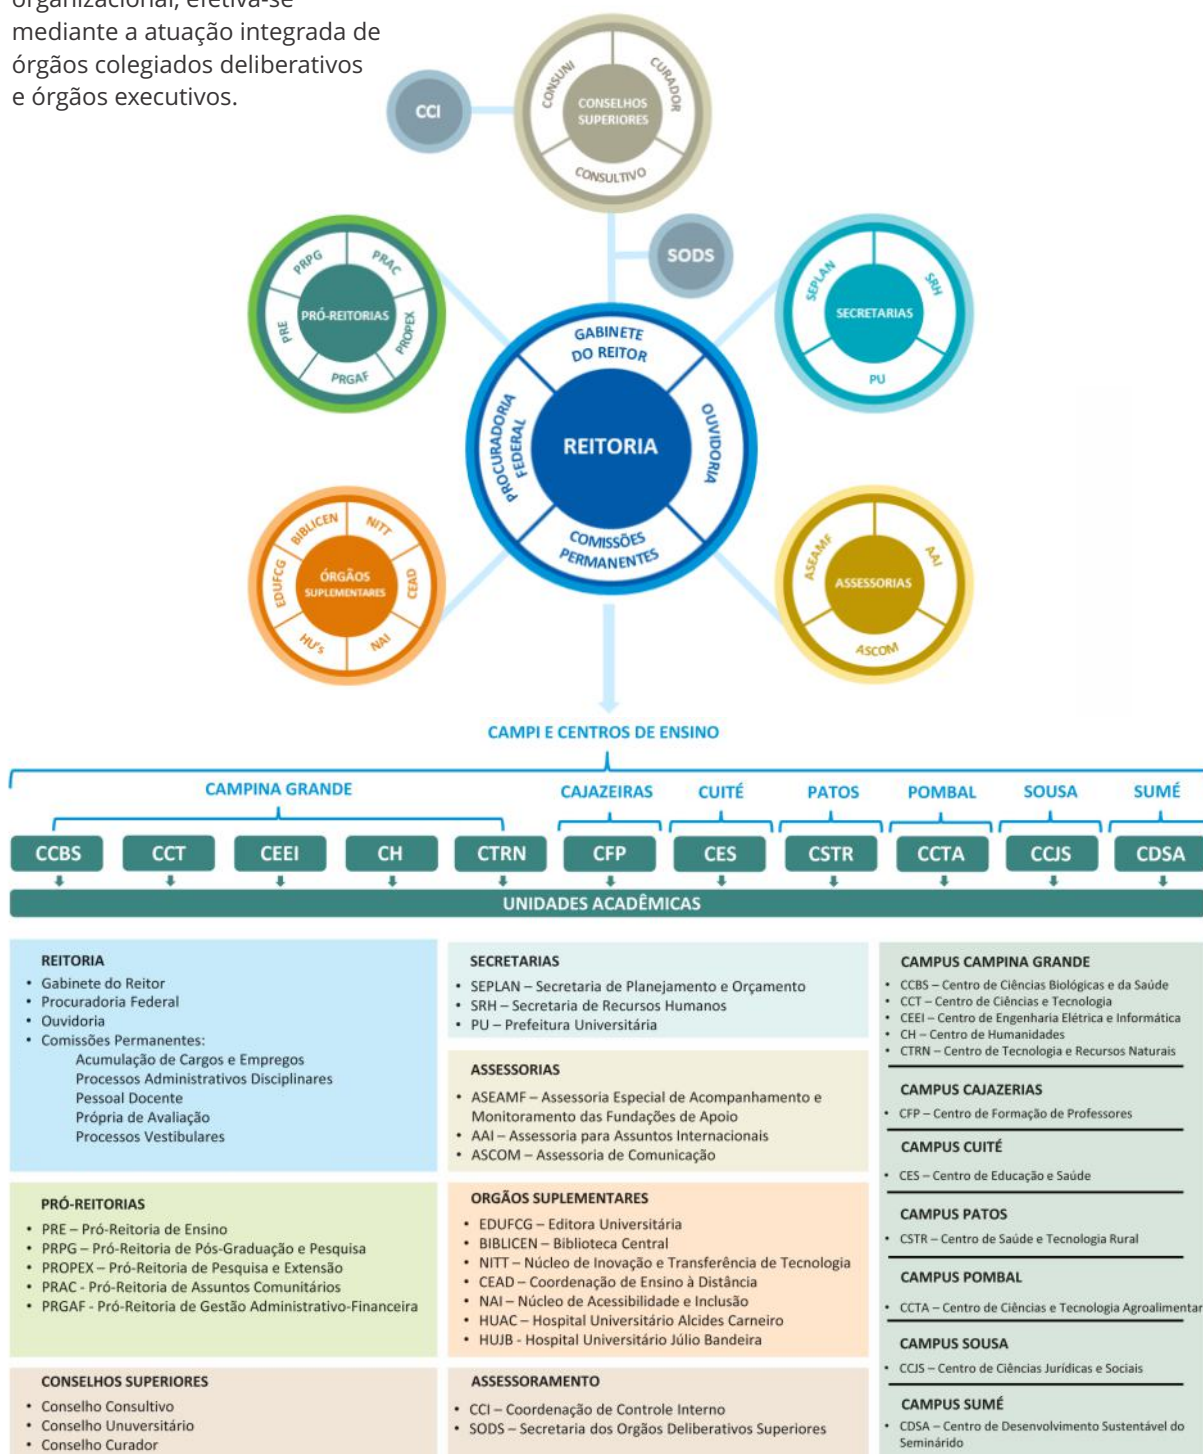 organizacional, efetiva-se
mediante a atuação integrada de
órgãos colegiados deliberativos
e órgãos executivos.
CCI
CONSUNI
CURADOR
CONSELHOS
SUPERIORES
CONSULTIVO
SODS
PRPG
PRAC
PRE
PRÓ-REITORIAS
PROPEX
PRGAF
SEPLAN
SRH
SECRETARIAS
PU
GABINETE
DO REITOR
PROCURADORIA
FEDERAL
REITORIA
OUVIDORIA
COMISSÕES
PERMANENTES
BIBLICEN
NITT
EDUFCG
ÓRGÃOS
SUPLEMENTARES
CEAD
HU's
NAI
ASEAMF
AAI
ASSESSORIAS
ASCOM
CAMPI E CENTROS DE ENSINO
CAMPINA GRANDE
CAJAZEIRAS
CUITÉ
PATOS
POMBAL
SOUSA
SUMÉ
CCBS
CCT
CEEI
CH
CTRN
CFP
CES
CSTR
CCTA
CCJS
CDSA
UNIDADES ACADÊMICAS
REITORIA
• Gabinete do Reitor
• Procuradoria Federal
• Ouvidoria
• Comissões Permanentes:
Acumulação de Cargos e Empregos
Processos Administrativos Disciplinares
Pessoal Docente
Própria de Avaliação
Processos Vestibulares
PRÓ-REITORIAS
• PRE – Pró-Reitoria de Ensino
• PRPG – Pró-Reitoria de Pós-Graduação e Pesquisa
• PROPEX – Pró-Reitoria de Pesquisa e Extensão
• PRAC - Pró-Reitoria de Assuntos Comunitários
• PRGAF - Pró-Reitoria de Gestão Administrativo-Financeira
CONSELHOS SUPERIORES
• Conselho Consultivo
• Conselho Unuversitário
• Conselho Curador
SECRETARIAS
• SEPLAN – Secretaria de Planejamento e Orçamento
• SRH – Secretaria de Recursos Humanos
• PU – Prefeitura Universitária
ASSESSORIAS
• ASEAMF – Assessoria Especial de Acompanhamento e
Monitoramento das Fundações de Apoio
• AAI – Assessoria para Assuntos Internacionais
• ASCOM – Assessoria de Comunicação
ORGÃOS SUPLEMENTARES
• EDUFCG – Editora Universitária
• BIBLICEN – Biblioteca Central
• NITT – Núcleo de Inovação e Transferência de Tecnologia
• CEAD – Coordenação de Ensino à Distância
• NAI – Núcleo de Acessibilidade e Inclusão
• HUAC – Hospital Universitário Alcides Carneiro
• HUJB - Hospital Universitário Júlio Bandeira
ASSESSORAMENTO
• CCI – Coordenação de Controle Interno
• SODS – Secretaria dos Orgãos Deliberativos Superiores
CAMPUS CAMPINA GRANDE
• CCBS – Centro de Ciências Biológicas e da Saúde
• CCT – Centro de Ciências e Tecnologia
• CEEI – Centro de Engenharia Elétrica e Informática
• CH – Centro de Humanidades
• CTRN – Centro de Tecnologia e Recursos Naturais
CAMPUS CAJAZERIAS
• CFP – Centro de Formação de Professores
CAMPUS CUITÉ
• CES – Centro de Educação e Saúde
CAMPUS PATOS
• CSTR – Centro de Saúde e Tecnologia Rural
CAMPUS POMBAL
• CCTA – Centro de Ciências e Tecnologia Agroalimentar
CAMPUS SOUSA
• CCJS – Centro de Ciências Jurídicas e Sociais
CAMPUS SUMÉ
• CDSA – Centro de Desenvolvimento Sustentável do
Seminárido